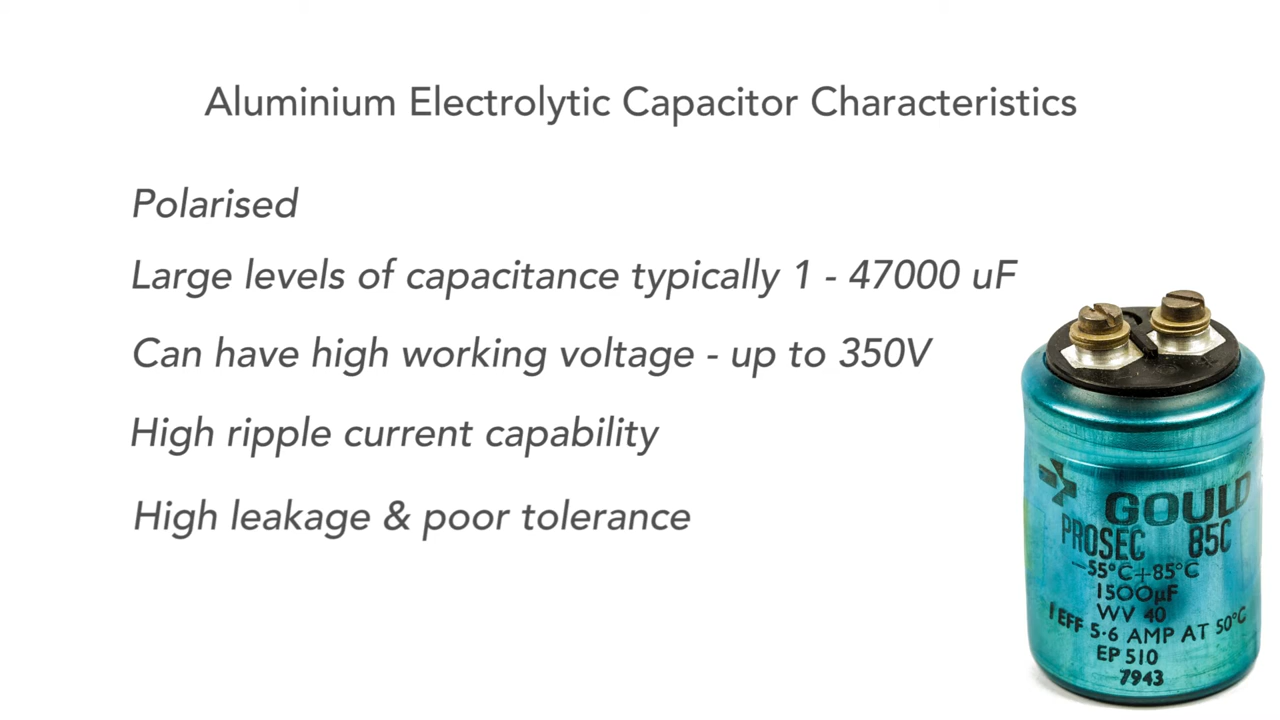 Aluminium Electrolytic Capacitor Characteristics
Polarised
Large levels of capacitance typically 1 - 47000 uF
Can have high working voltage - up to 350V
High ripple current capability
High leakage & poor tolerance
GOULD
PROSEC 85C
-55°C+85°C
1500µF
WV 40
I EFF 5·6 AMP AT 50°C
EP 510
7943